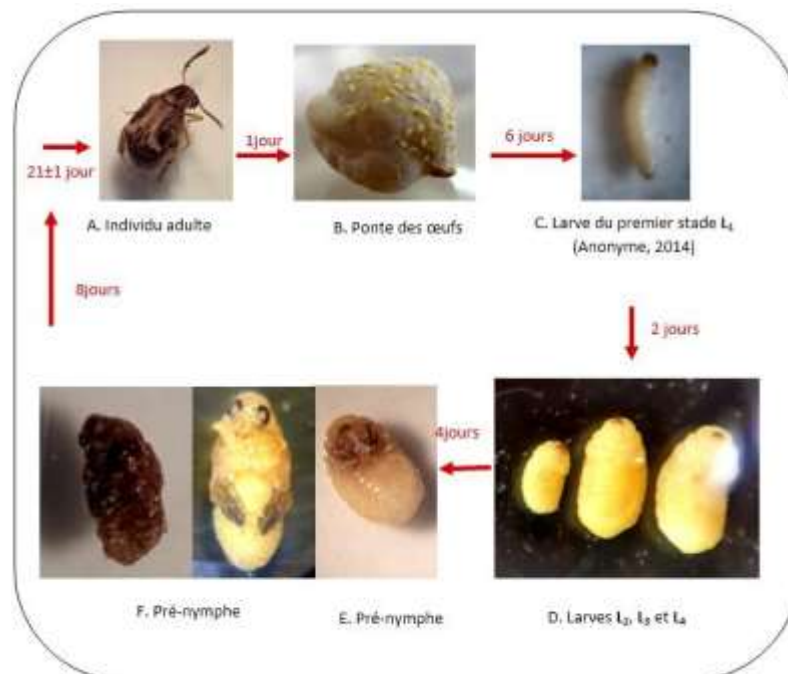 21±1 jour
1jour
6 jours
A. Individu adulte
B. Ponte des œufs
C. Larve du premier stade L₁
(Anonyme, 2014)
2 jours
D. Larves L₂, L₃ et L₄
4jours
E. Pré-nymphe
F. Pré-nymphe
8jours